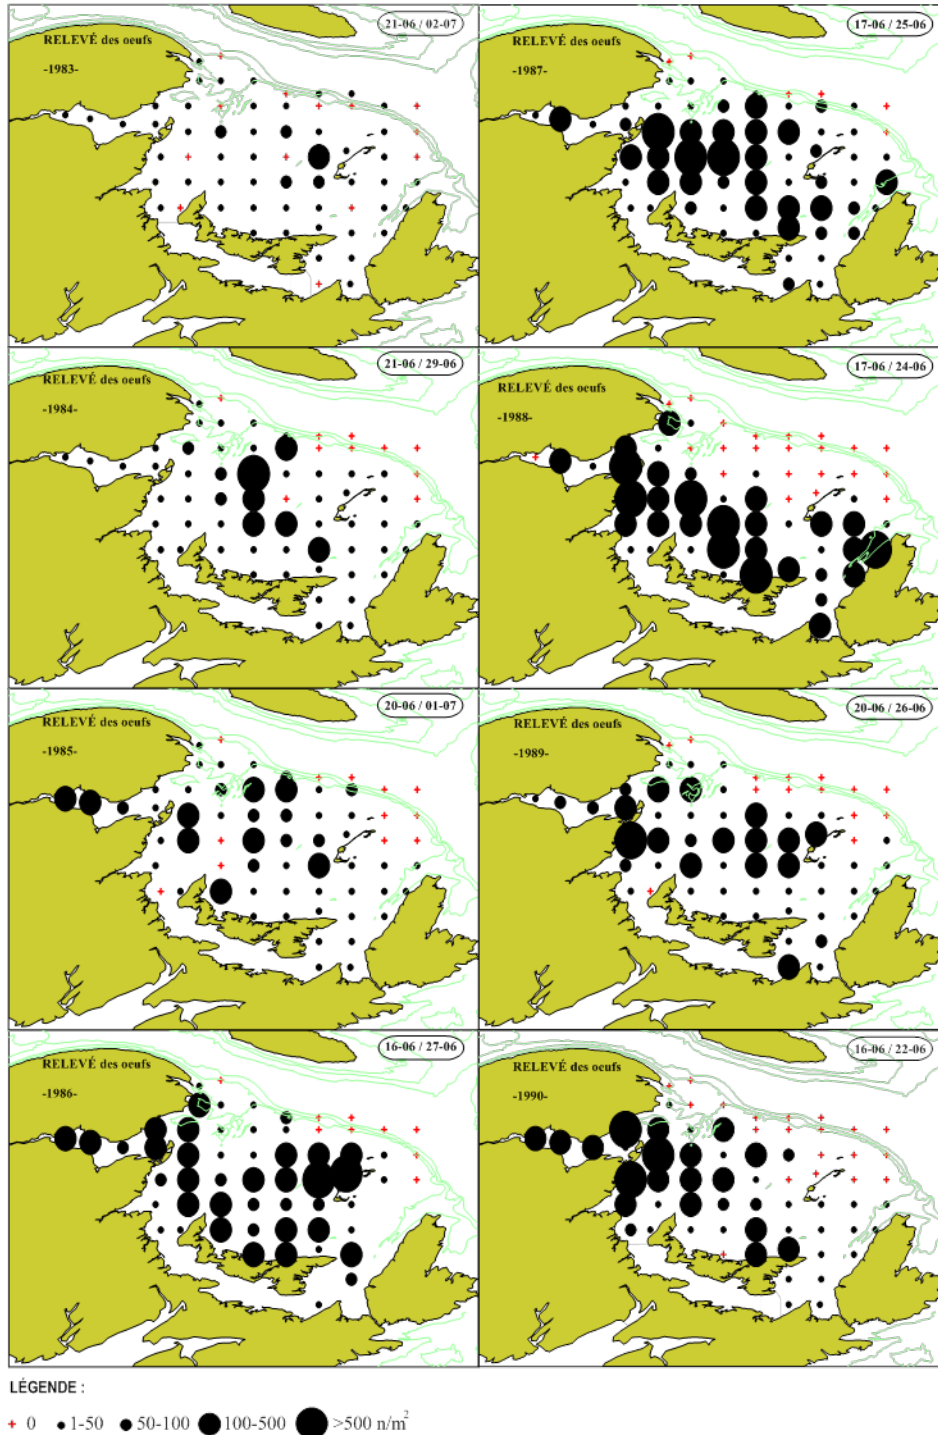 21-06 / 02-07
RELEVÉ des oeufs
-1983-
17-06 / 25-06
RELEVÉ des oeufs
-1987-
21-06 / 29-06
RELEVÉ des oeufs
-1984-
17-06 / 24-06
RELEVÉ des oeufs
-1988-
20-06 / 01-07
RELEVÉ des oeufs
-1985-
20-06 / 26-06
RELEVÉ des oeufs
-1989-
16-06 / 27-06
RELEVÉ des oeufs
-1986-
16-06 / 22-06
RELEVÉ des oeufs
-1990-
LÉGENDE :
+ 0 1-50 50-100 100-500 >500 n/m²